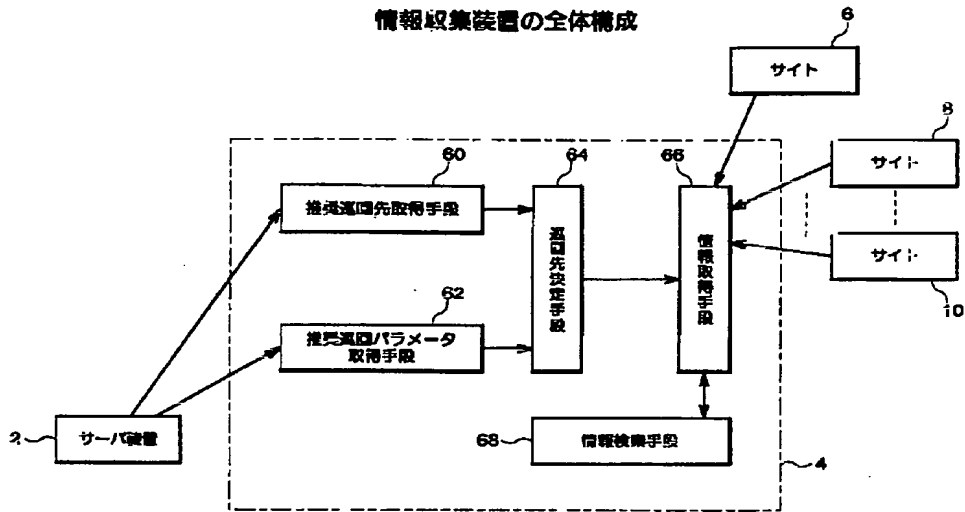 情報収集装置の全体構成
6
サイト
8
サイト
60
64
66
推奨巡回先取得手段
巡回先決定手段
情報取得手段
サイト
10
62
推奨巡回パラメータ
取得手段
2
サーバ装置
68
情報検索手段
4